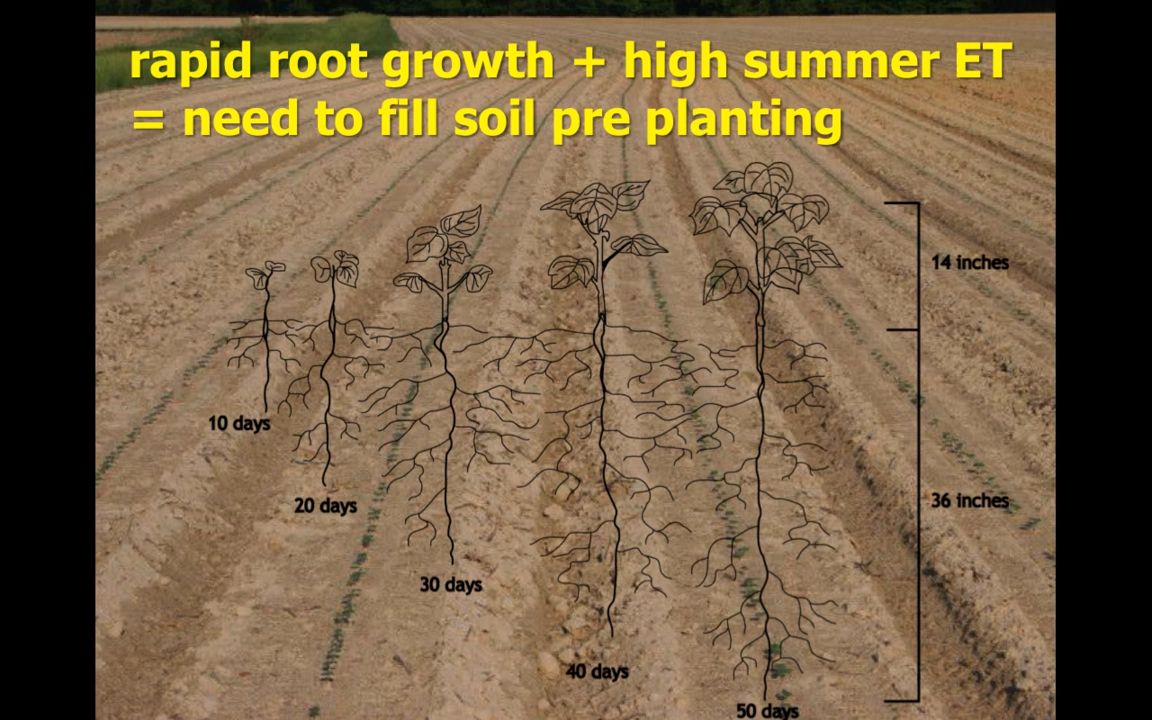 rapid root growth + high summer ET
= need to fill soil pre planting
14 inches
10 days
36 inches
20 days
30 days
40 days
50 days